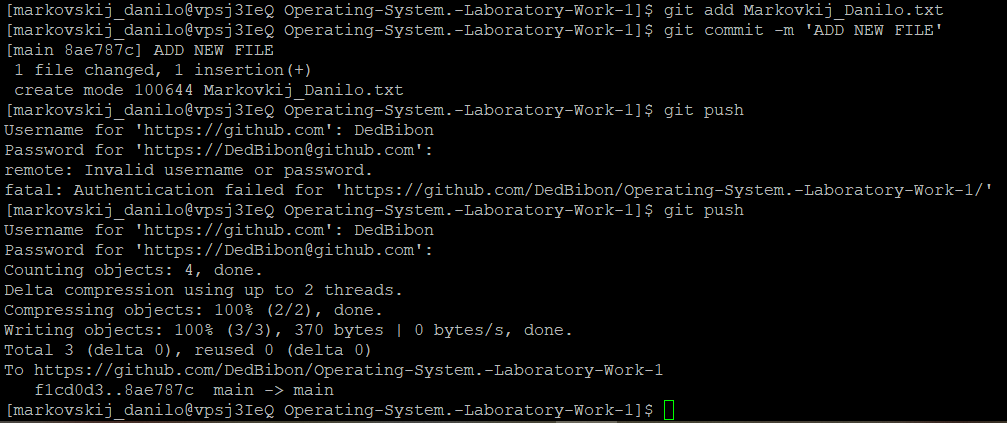 [markovskij_danilo@vpsj3IeQ Operating-System.-Laboratory-Work-1]$ git add Markovkij_Danilo.txt
[markovskij_danilo@vpsj3IeQ Operating-System.-Laboratory-Work-1]$ git commit -m 'ADD NEW FILE'
[main 8ae787c] ADD NEW FILE
 1 file changed, 1 insertion(+)
 create mode 100644 Markovkij_Danilo.txt
[markovskij_danilo@vpsj3IeQ Operating-System.-Laboratory-Work-1]$ git push
Username for 'https://github.com': DedBibon
Password for 'https://DedBibon@github.com':
remote: Invalid username or password.
fatal: Authentication failed for 'https://github.com/DedBibon/Operating-System.-Laboratory-Work-1/'
[markovskij_danilo@vpsj3IeQ Operating-System.-Laboratory-Work-1]$ git push
Username for 'https://github.com': DedBibon
Password for 'https://DedBibon@github.com':
Counting objects: 4, done.
Delta compression using up to 2 threads.
Compressing objects: 100% (2/2), done.
Writing objects: 100% (3/3), 370 bytes | 0 bytes/s, done.
Total 3 (delta 0), reused 0 (delta 0)
To https://github.com/DedBibon/Operating-System.-Laboratory-Work-1
   f1cd0d3..8ae787c  main -> main
[markovskij_danilo@vpsj3IeQ Operating-System.-Laboratory-Work-1]$